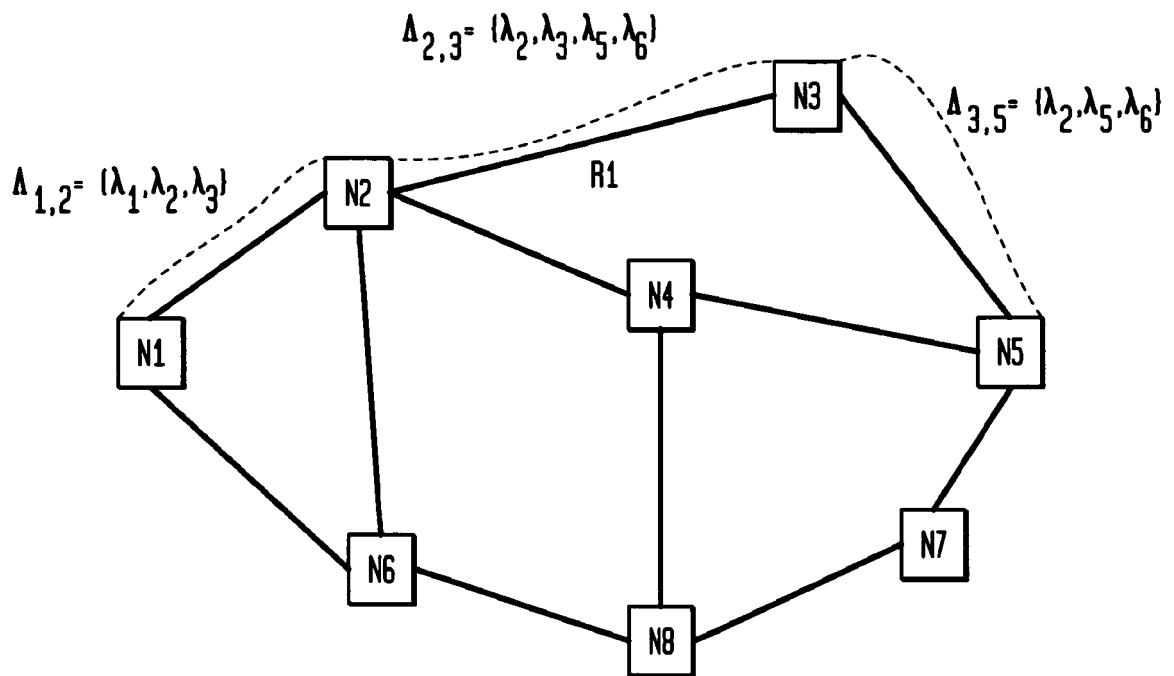 Λ2,3= {λ2,λ3,λ5,λ6}
N3
Λ3,5= {λ2,λ5,λ6}
Λ1,2= {λ1,λ2,λ3}
N2
R1
N4
N1
N5
N7
N6
N8